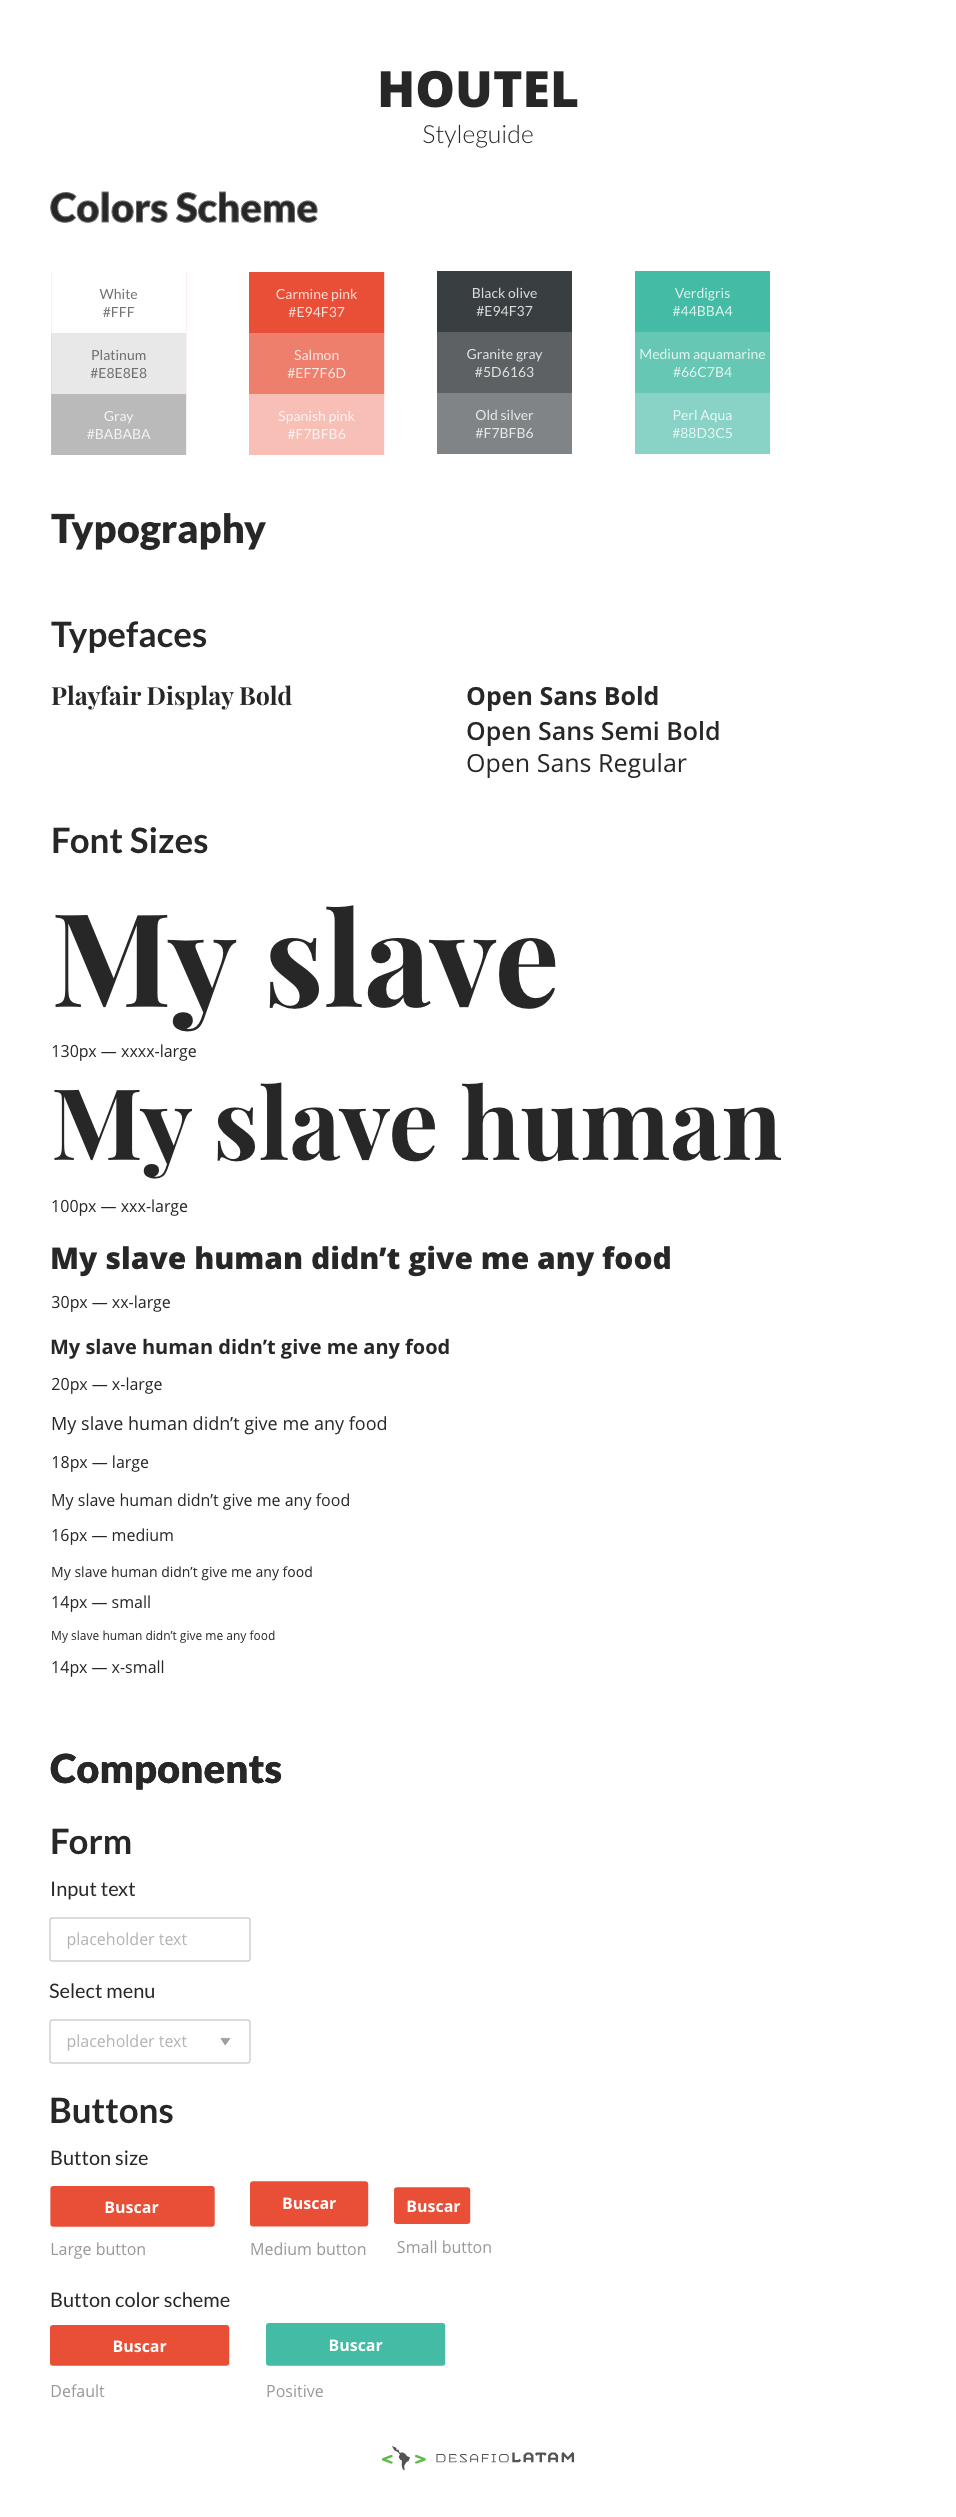 HOUTEL
Styleguide
Colors Scheme
White
#FFF
Platinum
#E8E8E8
Gray
#BABABA
Carmine pink
#E94F37
Salmon
#EF7F6D
Spanish pink
#F7BFB6
Black olive
#E94F37
Granite gray
#5D6163
Old silver
#F7BFB6
Verdigris
#44BBA4
Medium aquamarine
#66C7B4
Perl Aqua
#88D3C5
Typography
Typefaces
Playfair Display Bold
Open Sans Bold
Open Sans Semi Bold
Open Sans Regular
Font Sizes
My slave
130px — xxxx-large
My slave human
100px — xxx-large
My slave human didn’t give me any food
30px — xx-large
My slave human didn’t give me any food
20px — x-large
My slave human didn’t give me any food
18px — large
My slave human didn’t give me any food
16px — medium
My slave human didn’t give me any food
14px — small
My slave human didn’t give me any food
14px — x-small
Components
Form
Input text
placeholder text
Select menu
placeholder text
Buttons
Button size
Buscar
Large button
Buscar
Medium button
Buscar
Small button
Button color scheme
Buscar
Default
Buscar
Positive
DESAFIOLATAM